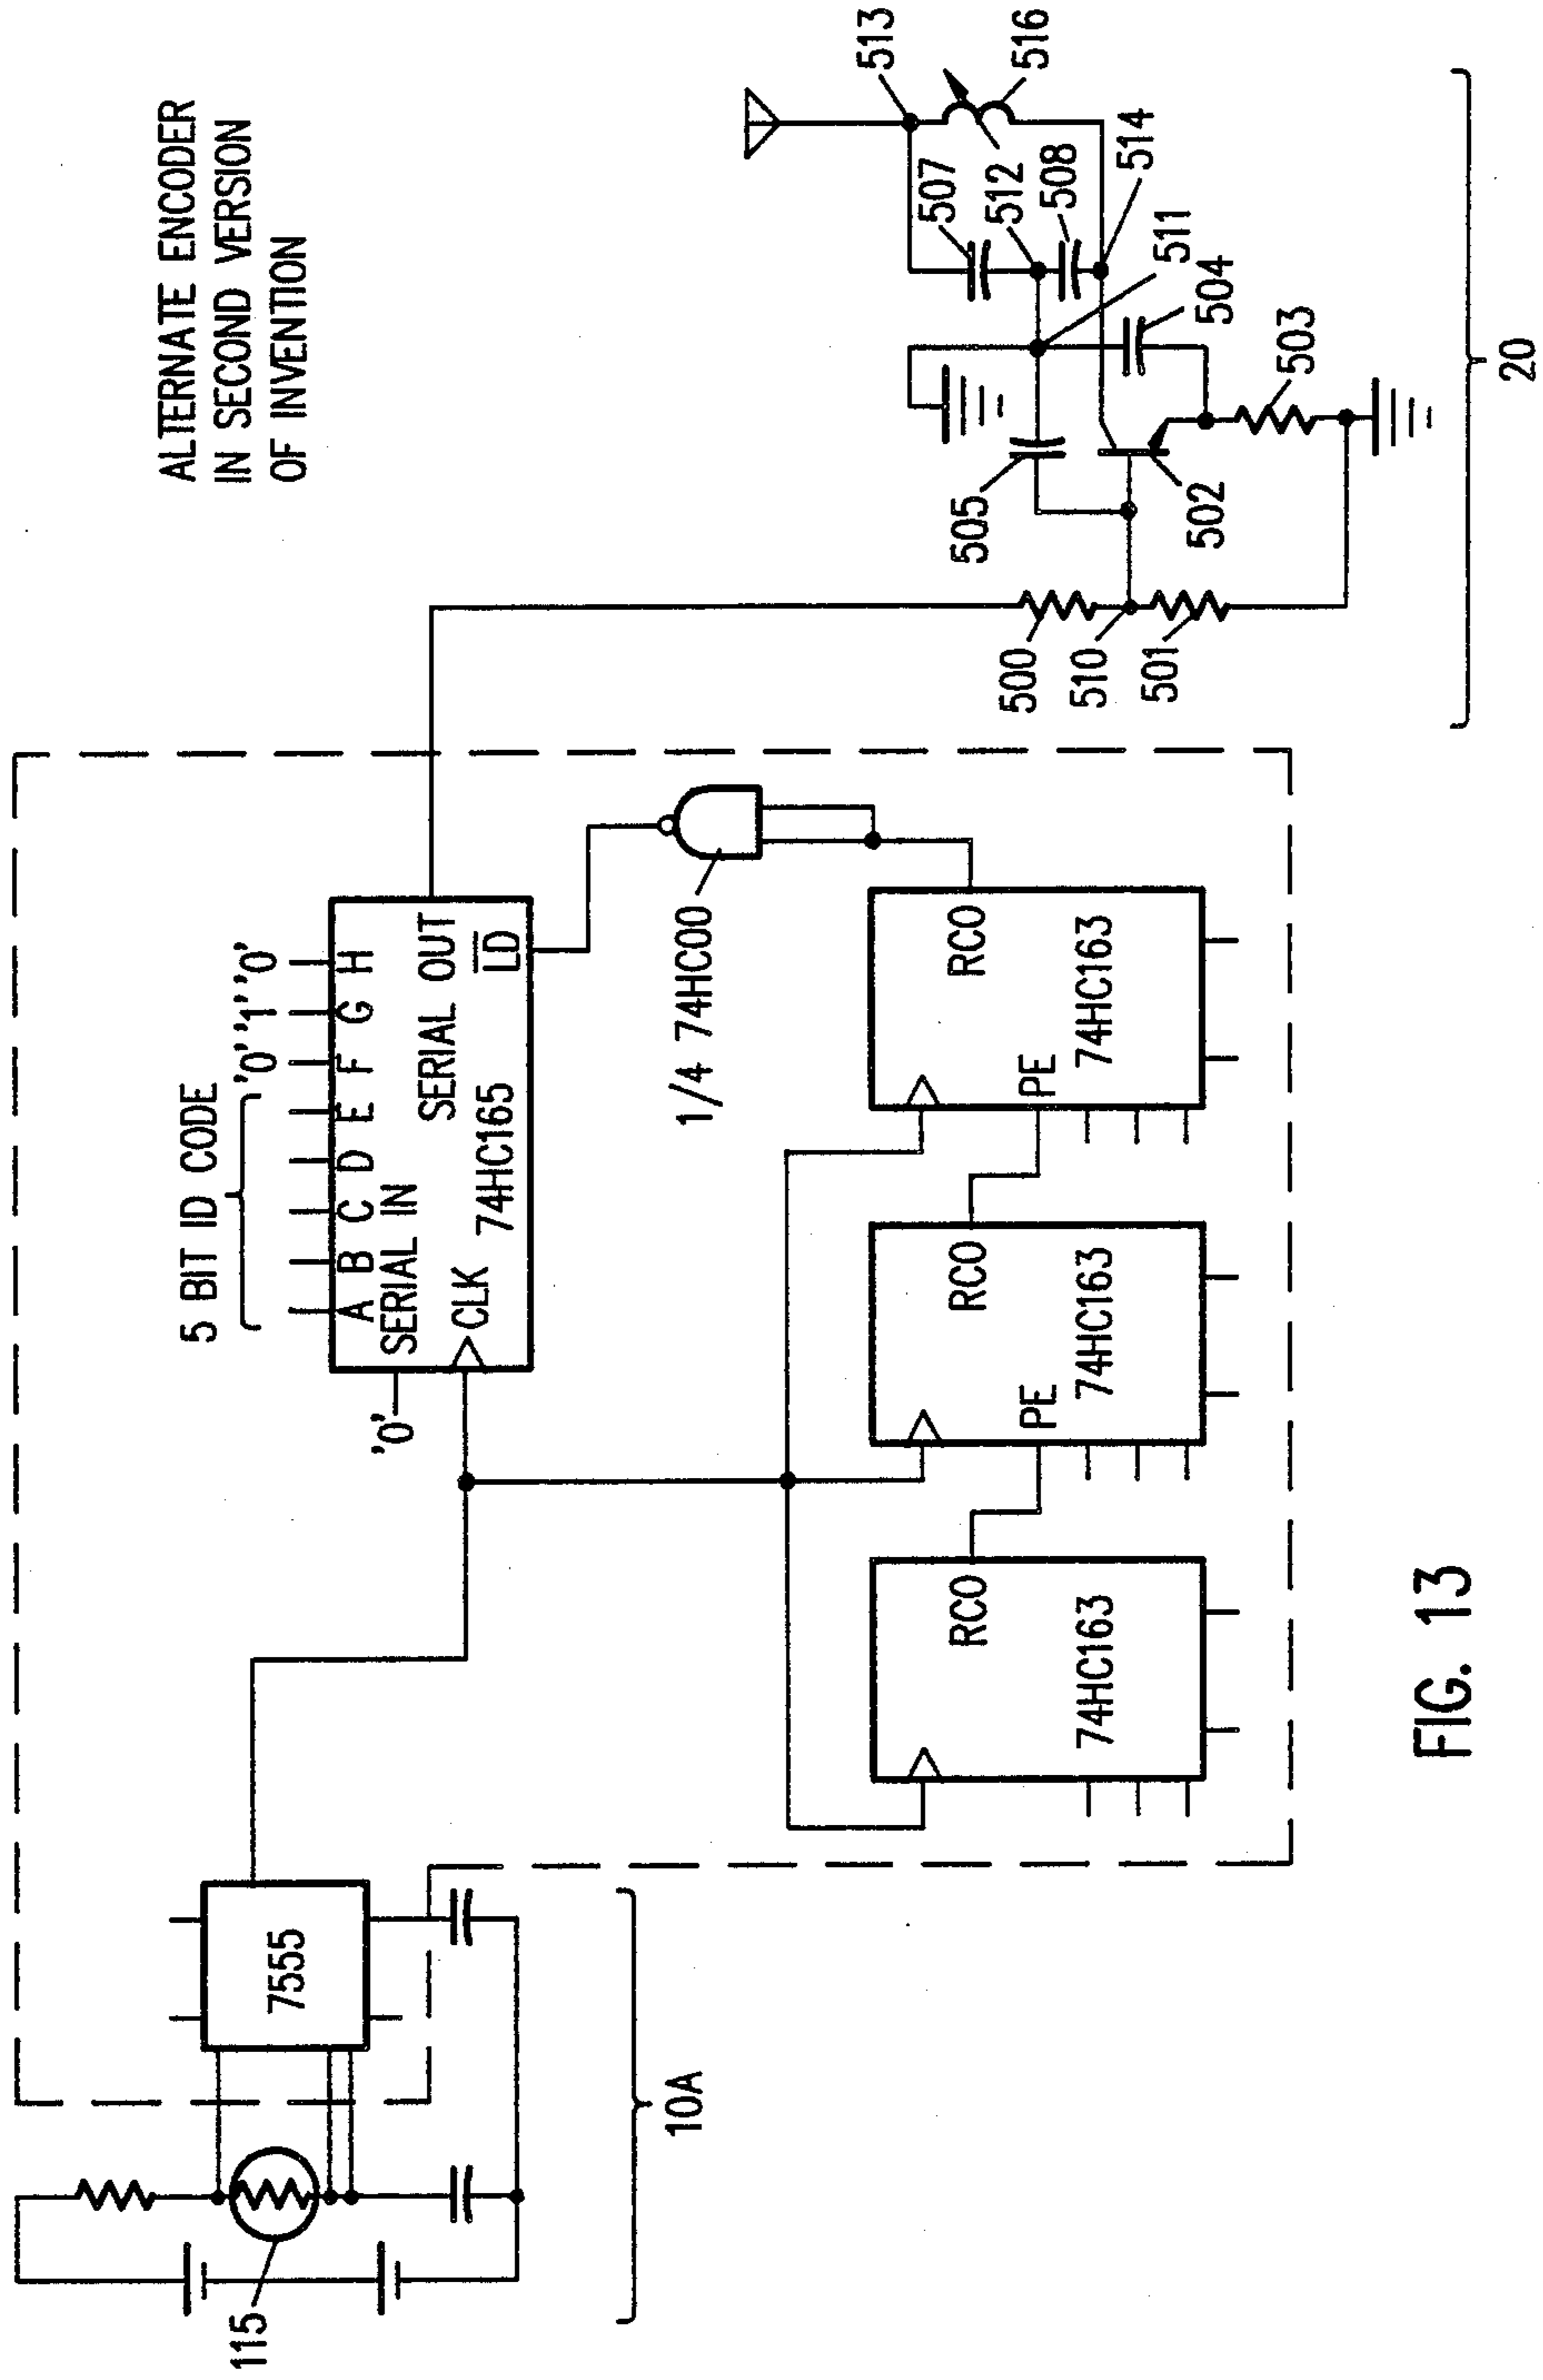 ALTERNATE ENCODER
IN SECOND VERSION
OF INVENTION
5 BIT ID CODE
'0' '1' '0'
A B C D E F G H
SERIAL IN
SERIAL OUT
'0'
CLK
74HC165
LD
7555
115
10A
1/4 74HC00
RCO
74HC163
RCO
PE
74HC163
RCO
PE
74HC163
500
510
501
505
502
513
507
512
516
508
514
511
504
503
20
FIG. 13